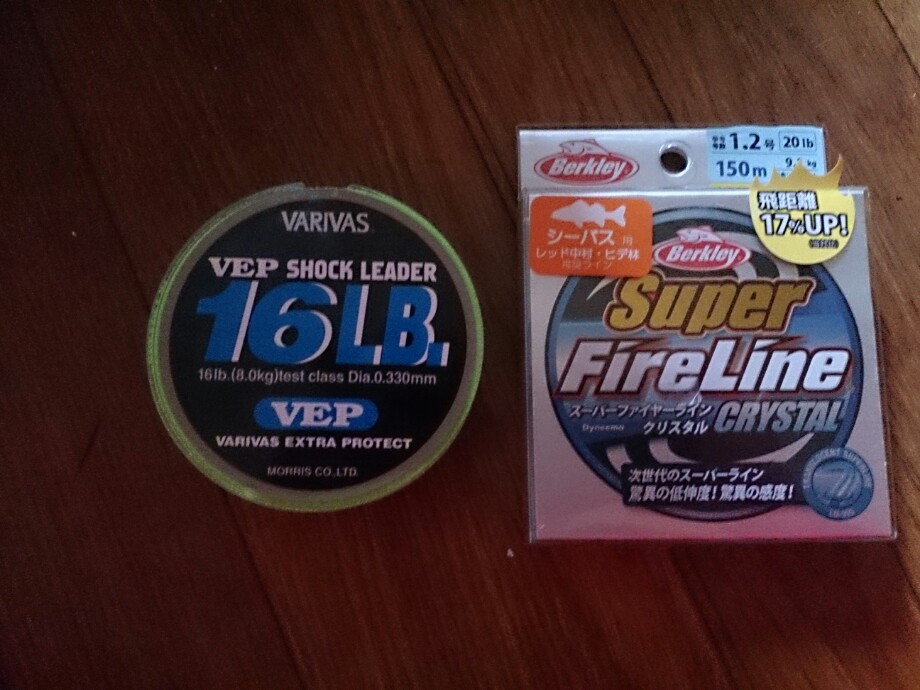 VARIVAS
VEP SHOCK LEADER
16LB.
16lb.(8.0kg)test class Dia.0.330mm
VEP
VARIVAS EXTRA PROTECT
MORRIS CO.,LTD.
Berkley
1.2号 20lb
150m
飛距離
17%UP!
シーバス用
レッド中村・ヒデ林
Berkley
Super
FireLine
スーパーファイヤーライン
クリスタル
CRYSTAL
Dyneema
次世代のスーパーライン
驚異の低伸度!驚異の感度!